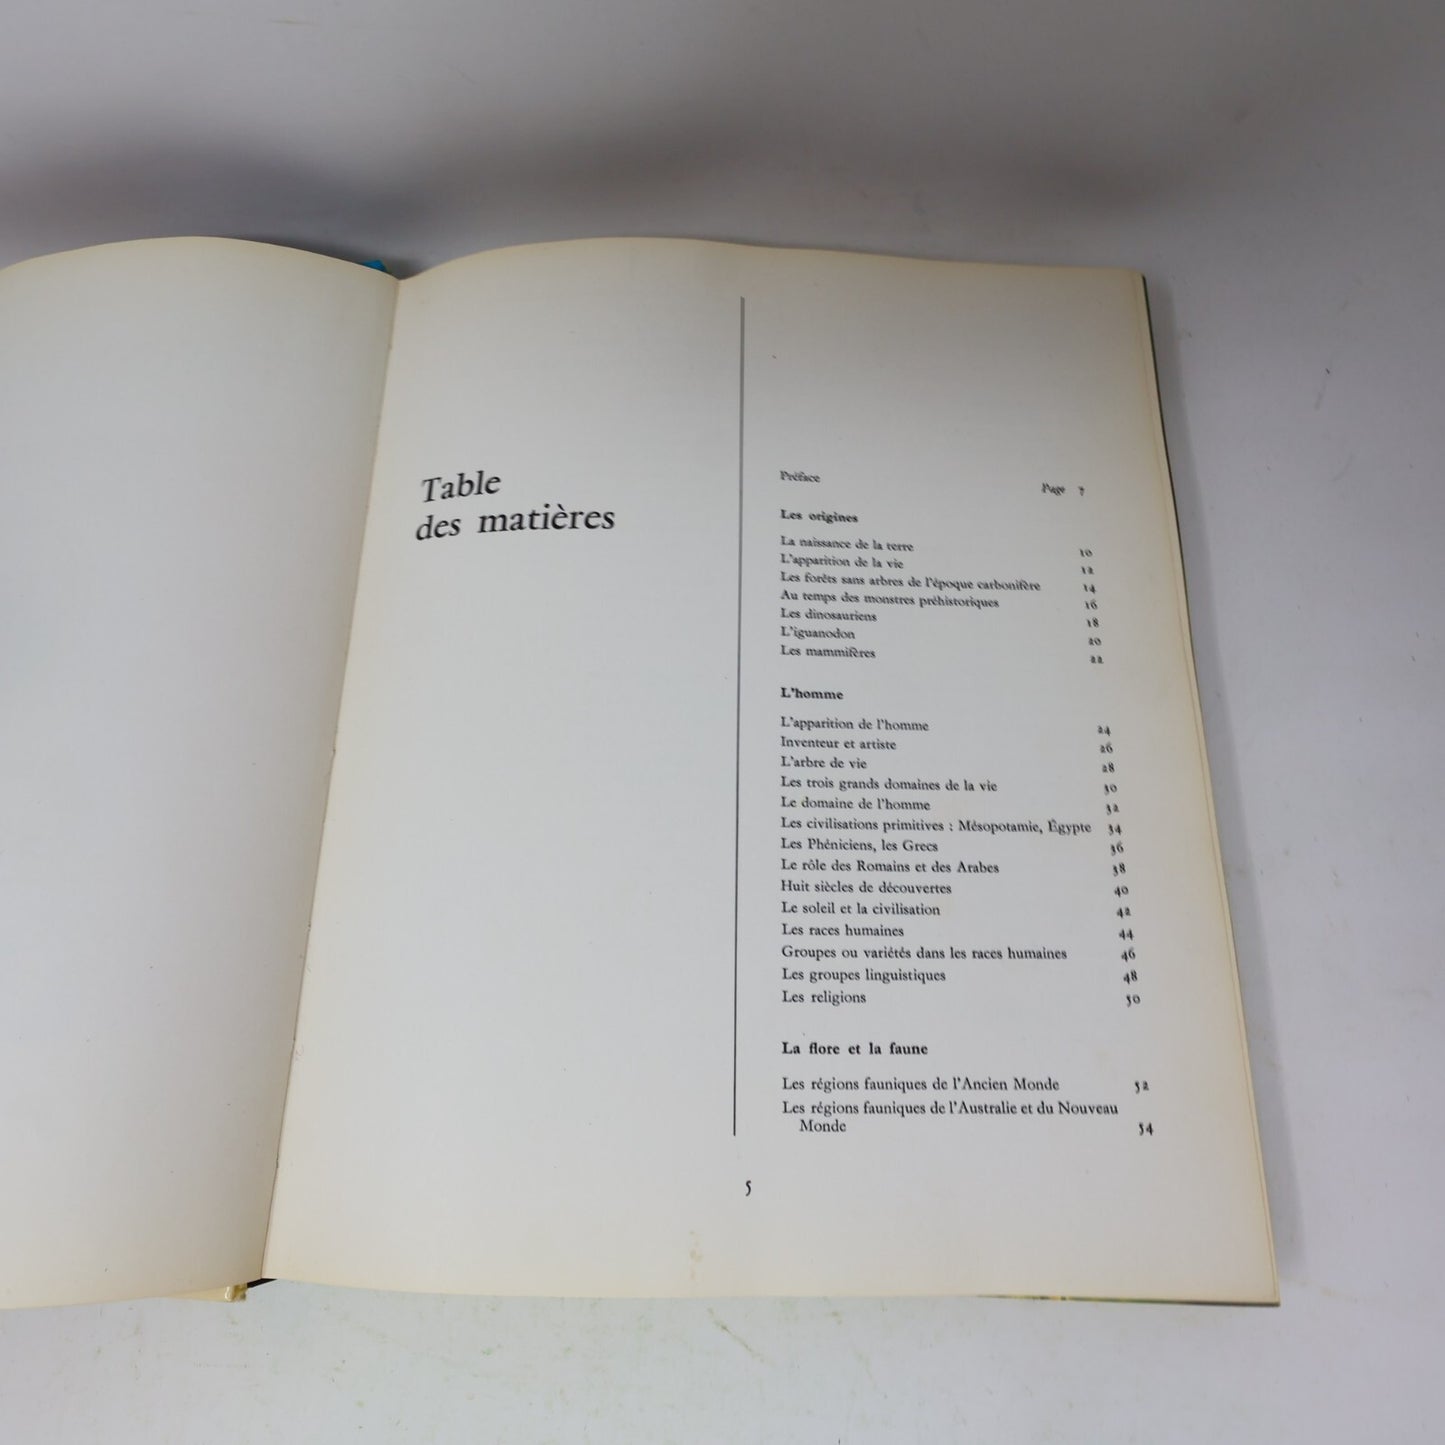 Table
des matières
Préface Page 7
Les origines
La naissance de la terre 10
L'apparition de la vie 12
Les forêts sans arbres de l'époque carbonifère 14
Au temps des monstres préhistoriques 16
Les dinosauriens 18
L'iguanodon 20
Les mammifères 22
L'homme
L'apparition de l'homme 24
Inventeur et artiste 26
L'arbre de vie 28
Les trois grands domaines de la vie 30
Le domaine de l'homme 32
Les civilisations primitives : Mésopotamie, Égypte 34
Les Phéniciens, les Grecs 36
Le rôle des Romains et des Arabes 38
Huit siècles de découvertes 40
Le soleil et la civilisation 42
Les races humaines 44
Groupes ou variétés dans les races humaines 46
Les groupes linguistiques 48
Les religions 50
La flore et la faune
Les régions fauniques de l'Ancien Monde 52
Les régions fauniques de l'Australie et du Nouveau
Monde 54
5